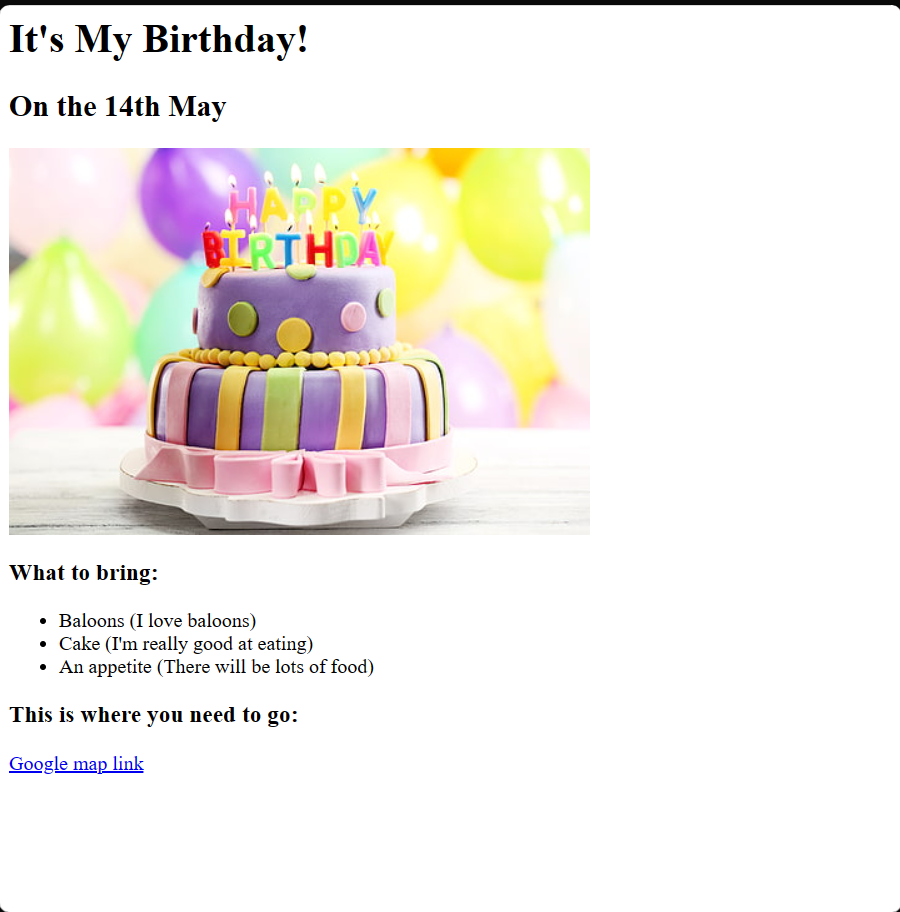 It's My Birthday!
On the 14th May
HAPPY
BIRTHDAY
What to bring:
Baloons (I love baloons)
Cake (I'm really good at eating)
An appetite (There will be lots of food)
This is where you need to go:
Google map link